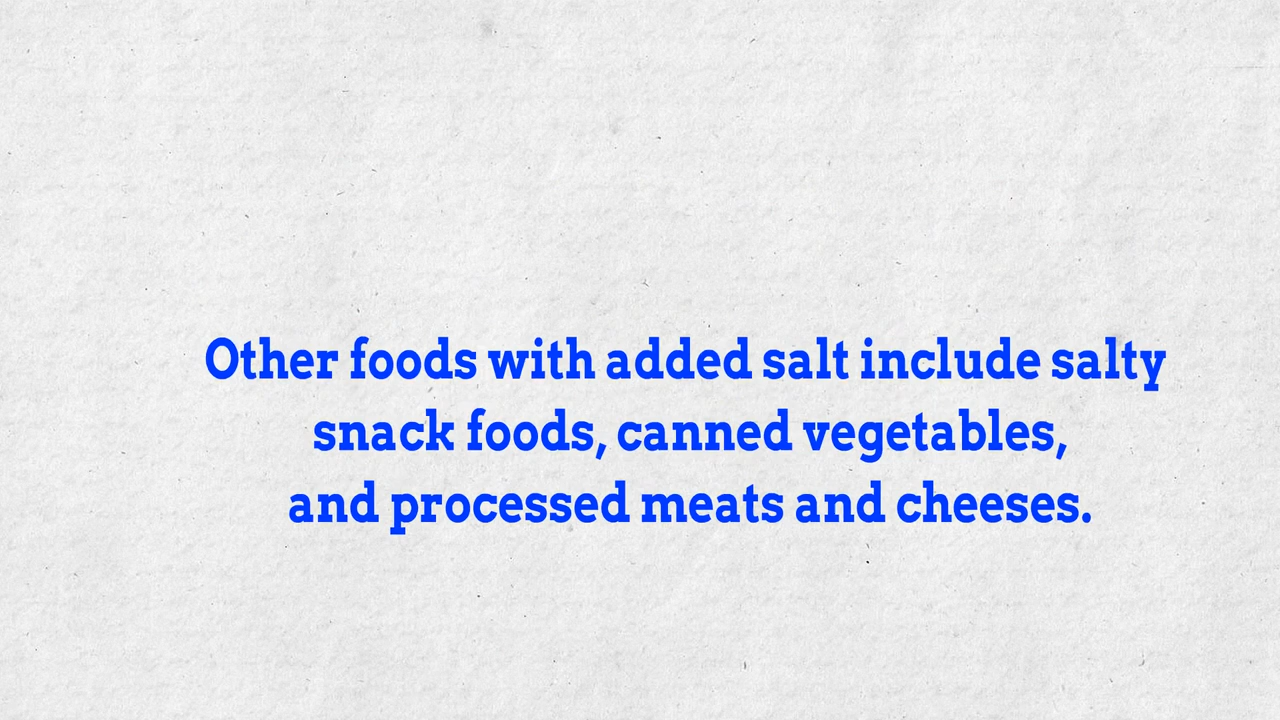 Other foods with added salt include salty
snack foods, canned vegetables,
and processed meats and cheeses.